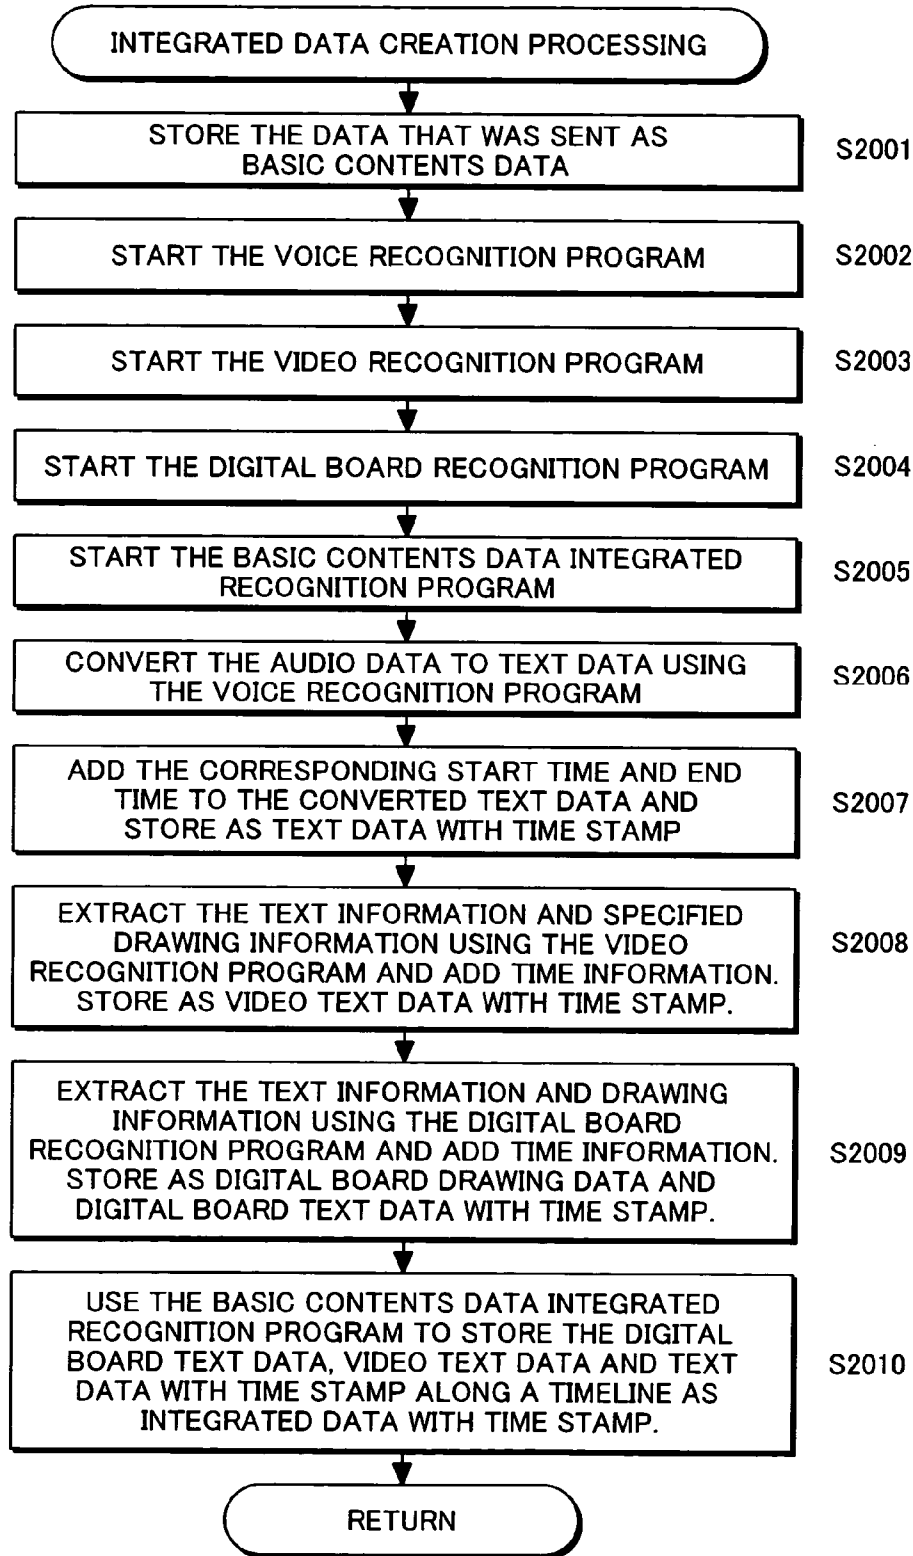 INTEGRATED DATA CREATION PROCESSING
STORE THE DATA THAT WAS SENT AS
BASIC CONTENTS DATA
S2001
START THE VOICE RECOGNITION PROGRAM
S2002
START THE VIDEO RECOGNITION PROGRAM
S2003
START THE DIGITAL BOARD RECOGNITION PROGRAM
S2004
START THE BASIC CONTENTS DATA INTEGRATED
RECOGNITION PROGRAM
S2005
CONVERT THE AUDIO DATA TO TEXT DATA USING
THE VOICE RECOGNITION PROGRAM
S2006
ADD THE CORRESPONDING START TIME AND END
TIME TO THE CONVERTED TEXT DATA AND
STORE AS TEXT DATA WITH TIME STAMP
S2007
EXTRACT THE TEXT INFORMATION AND SPECIFIED
DRAWING INFORMATION USING THE VIDEO
RECOGNITION PROGRAM AND ADD TIME INFORMATION.
STORE AS VIDEO TEXT DATA WITH TIME STAMP.
S2008
EXTRACT THE TEXT INFORMATION AND DRAWING
INFORMATION USING THE DIGITAL BOARD
RECOGNITION PROGRAM AND ADD TIME INFORMATION.
STORE AS DIGITAL BOARD DRAWING DATA AND
DIGITAL BOARD TEXT DATA WITH TIME STAMP.
S2009
USE THE BASIC CONTENTS DATA INTEGRATED
RECOGNITION PROGRAM TO STORE THE DIGITAL
BOARD TEXT DATA, VIDEO TEXT DATA AND TEXT
DATA WITH TIME STAMP ALONG A TIMELINE AS
INTEGRATED DATA WITH TIME STAMP.
S2010
RETURN